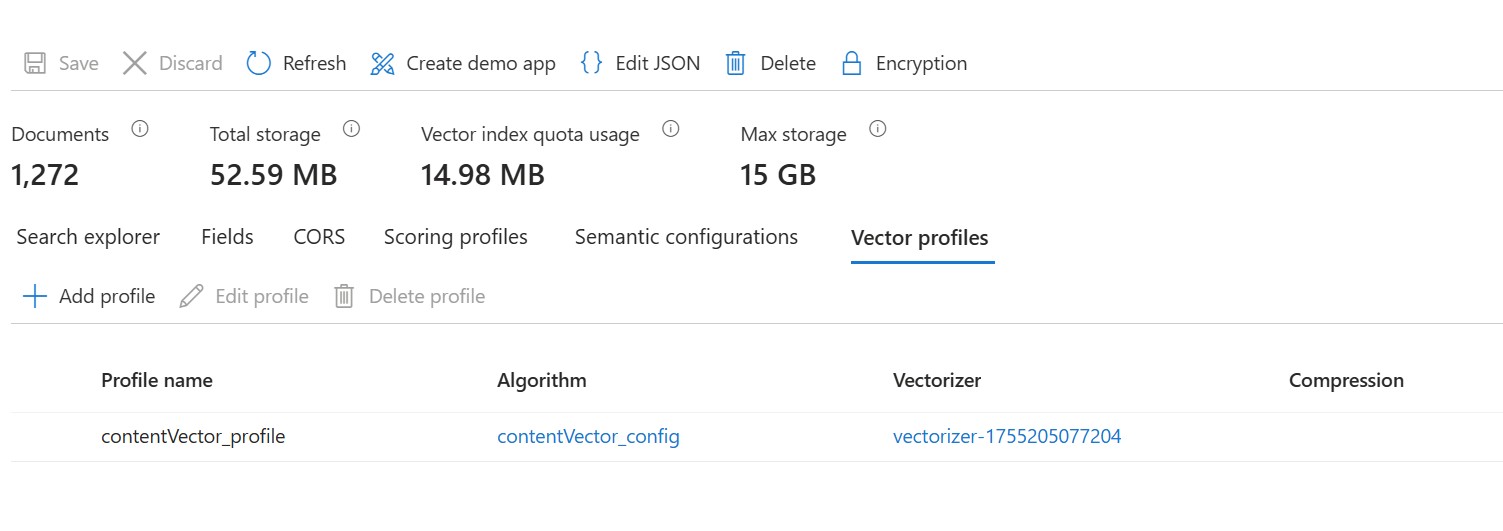 Save Discard Refresh Create demo app {} Edit JSON Delete Encryption
Documents Total storage Vector index quota usage Max storage
1,272 52.59 MB 14.98 MB 15 GB
Search explorer Fields CORS Scoring profiles Semantic configurations Vector profiles
Add profile Edit profile Delete profile
Profile name Algorithm Vectorizer Compression
contentVector_profile contentVector_config vectorizer-1755205077204